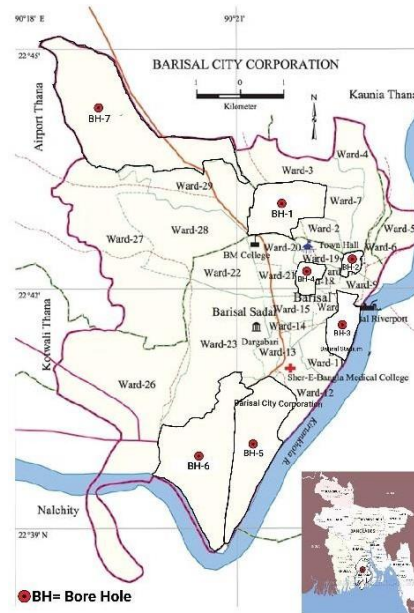 90°18' E
90°21'
22°45'
BARISAL CITY CORPORATION
1 0 1
Kilometer
N
Kaunia Thana
Airport Thana
BH-7
Ward-4
Ward-3
Ward-29
Ward-7
BH-1
Ward-28
Ward-27
Ward-2
Ward-5
Ward-20
Town Hall
Ward-6
BM College
Ward-19
BH-2
Ward-22
Ward-21
BH-4
Ward-9
22°43'
Barisal
Barisal Sadar
Ward-15
Riverport
Ward-14
BH-3
Dargabari
Ward-23
Ward-13
Kotwali Thana
Ward-11
Sher-E-Bangla Medical College
Ward-26
Ward-12
Barisal City Corporation
Kirtankhola R.
BH-6
BH-5
Nalchity
22°39'
BH= Bore Hole